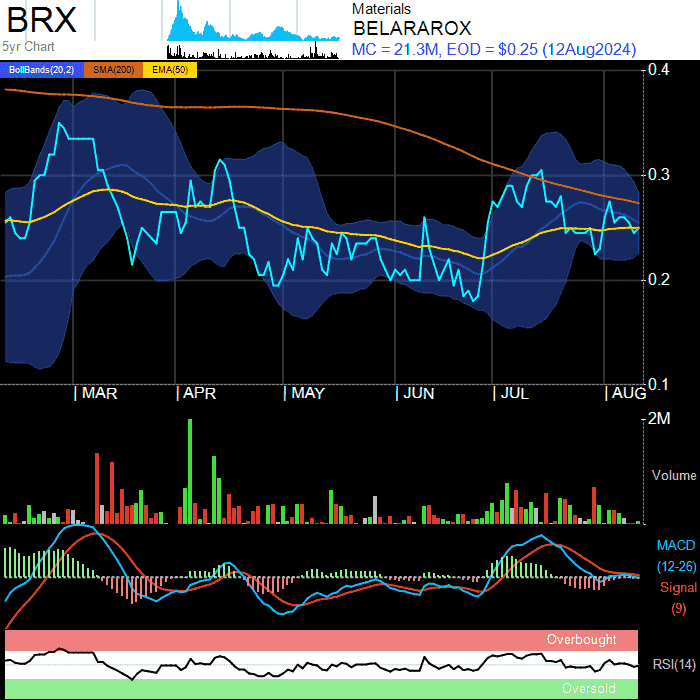 BRX
5yr Chart
Materials
BELARAROX
MC = 21.3M, EOD = $0.25 (12Aug2024)
BollBands(20,2) SMA(200) EMA(50)
0.4
0.3
0.2
0.1
MAR APR MAY JUN JUL AUG
2M
Volume
MACD
(12-26)
Signal
(9)
Overbought
RSI(14)
Oversold